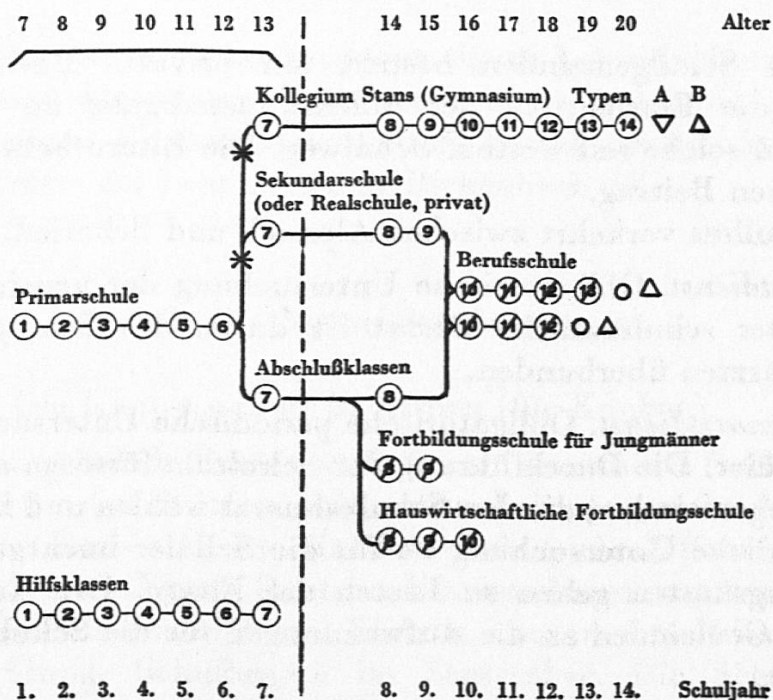 7 8 9 10 11 12 13 14 15 16 17 18 19 20 Alter
Kollegium Stans (Gymnasium) Typen A B
7 8 9 10 11 12 13 14
Sekundarschule
(oder Realschule, privat)
7 8 9
Berufsschule
10 11 12 13
Primarschule
1 2 3 4 5 6 10 11 12
Abschlußklassen
7 8
Fortbildungsschule für Jungmänner
8 9
Hauswirtschaftliche Fortbildungsschule
8 9 10
Hilfsklassen
1 2 3 4 5 6 7
1. 2. 3. 4. 5. 6. 7. 8. 9. 10. 11. 12. 13. 14. Schuljahr